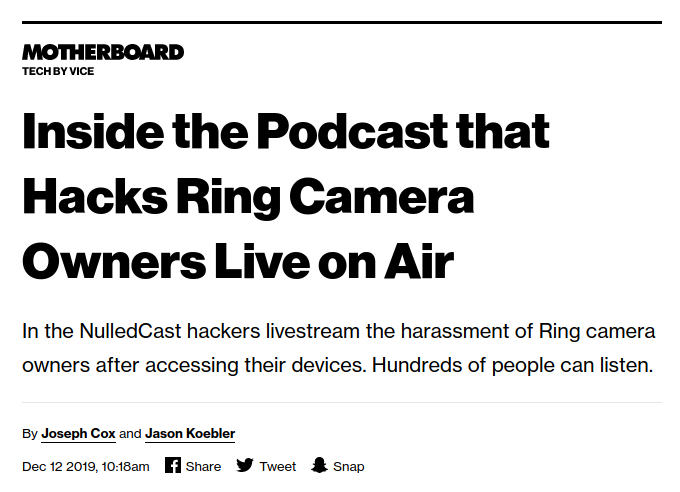 MOTHERBOARD
TECH BY VICE
Inside the Podcast that
Hacks Ring Camera
Owners Live on Air
In the NulledCast hackers livestream the harassment of Ring camera
owners after accessing their devices. Hundreds of people can listen.
By Joseph Cox and Jason Koebler
Dec 12 2019, 10:18am Share Tweet Snap